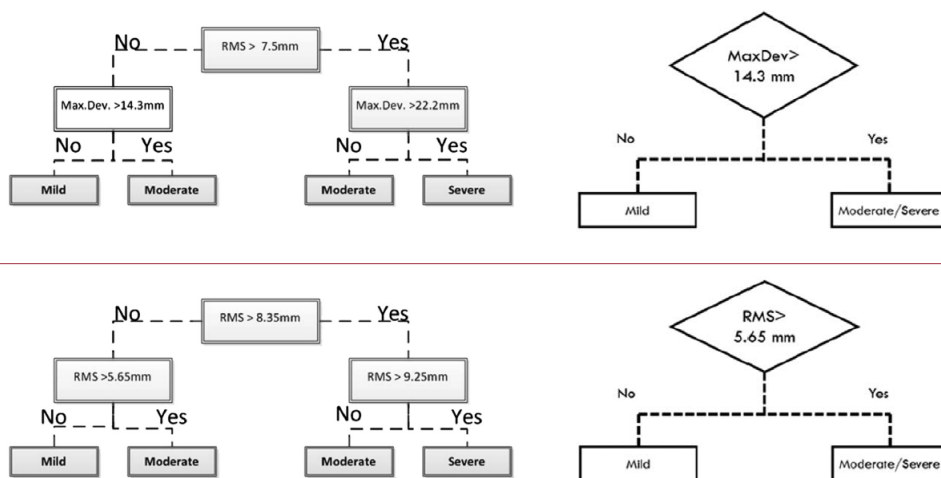 No
RMS > 7.5mm
Yes
Max.Dev. >14.3mm
Max.Dev. >22.2mm
No
Yes
No
Yes
Mild
Moderate
Moderate
Severe
MaxDev>
14.3 mm
No
Yes
Mild
Moderate/Severe
No
RMS > 8.35mm
Yes
RMS >5.65mm
RMS > 9.25mm
No
Yes
No
Yes
Mild
Moderate
Moderate
Severe
RMS>
5.65 mm
No
Yes
Mild
Moderate/Severe